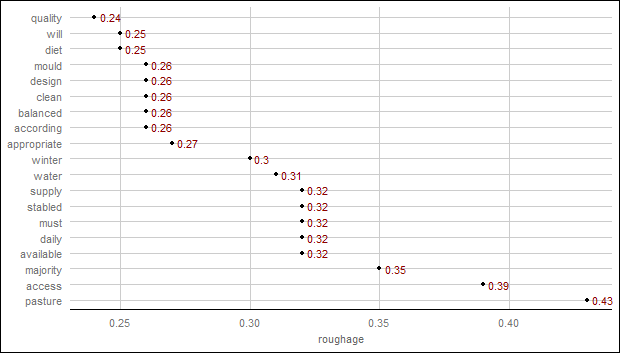 quality 0.24
will 0.25
diet 0.25
mould 0.26
design 0.26
clean 0.26
balanced 0.26
according 0.26
appropriate 0.27
winter 0.3
water 0.31
supply 0.32
stabled 0.32
must 0.32
daily 0.32
available 0.32
majority 0.35
access 0.39
pasture 0.43
0.25 0.30 0.35 0.40
roughage